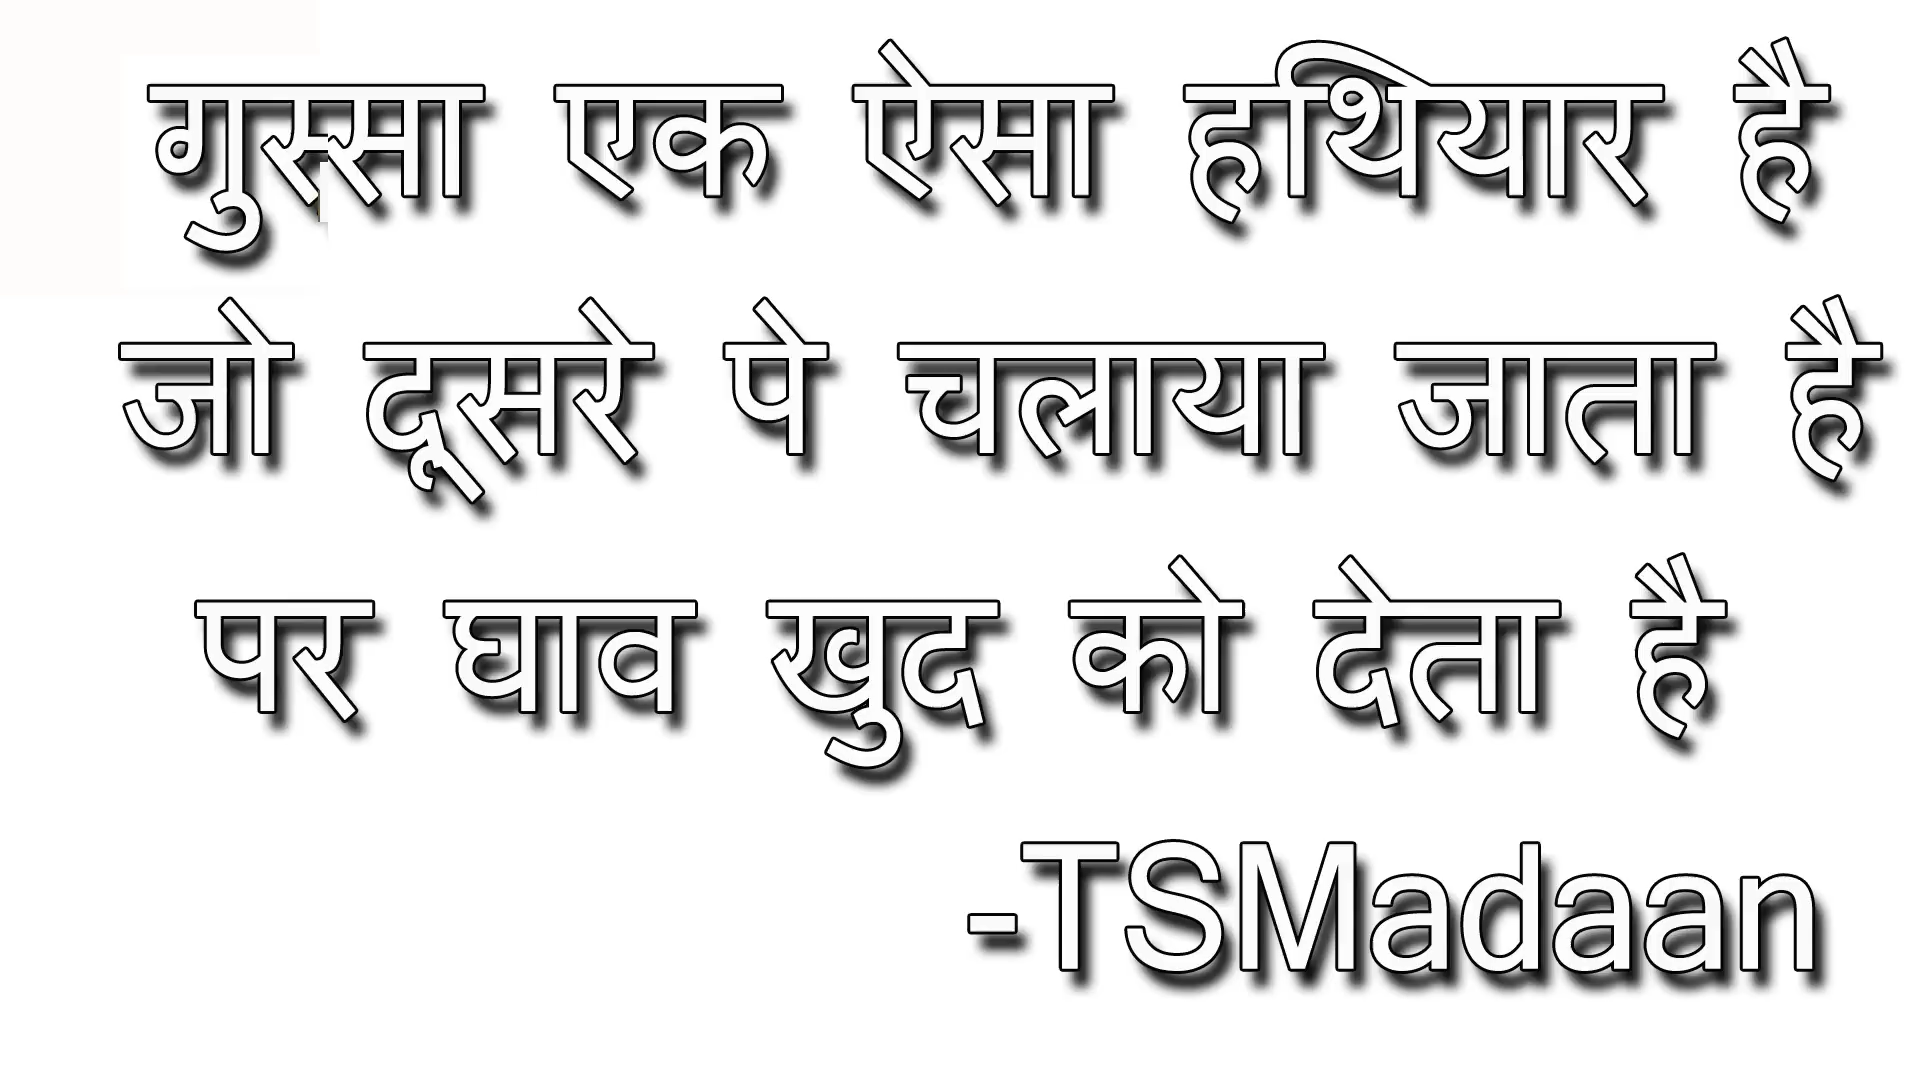 गुस्सा एक ऐसा हथियार है
जो दूसरे पे चलाया जाता है
पर घाव खुद को देता है
-TSMadaan